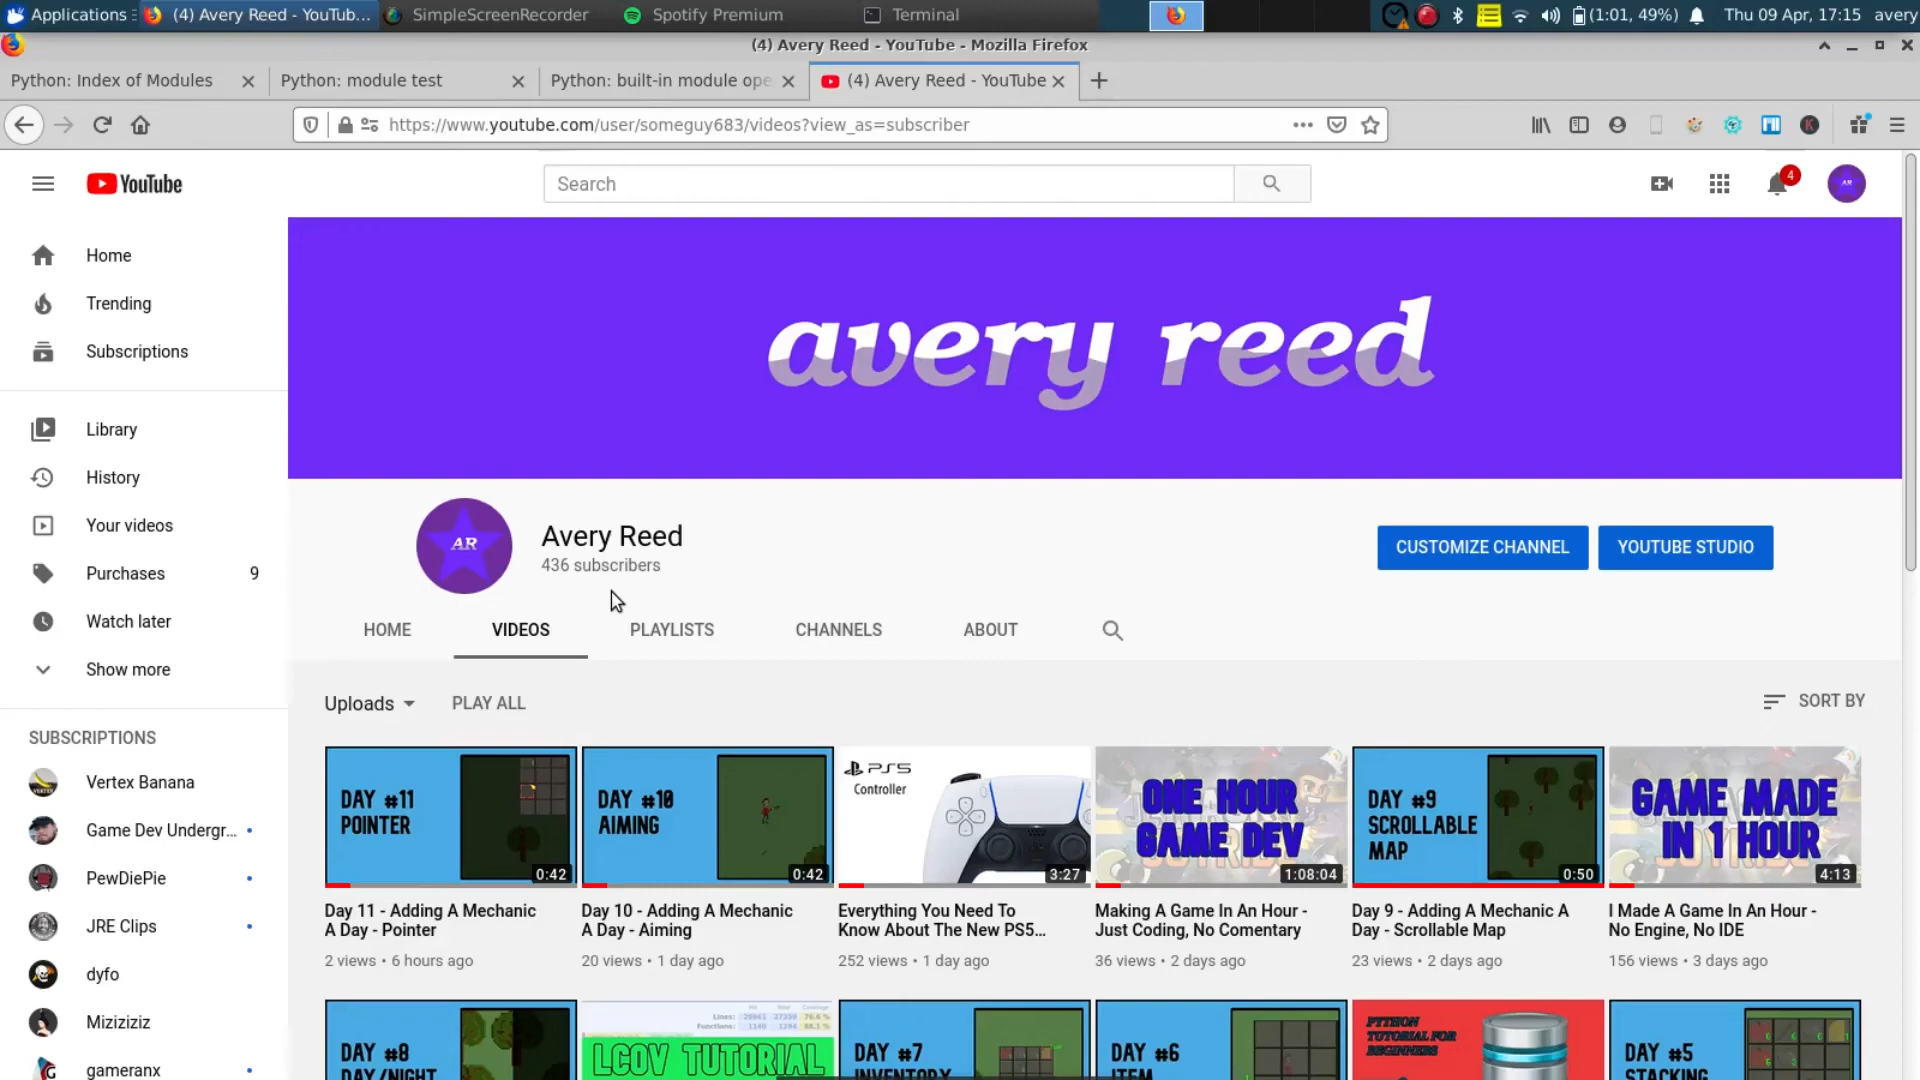 Applications
(4) Avery Reed - YouTub...
SimpleScreenRecorder
Spotify Premium
Terminal
(1:01, 49%)
Thu 09 Apr, 17:15
avery
(4) Avery Reed - YouTube - Mozilla Firefox
Python: Index of Modules
Python: module test
Python: built-in module ope
(4) Avery Reed - YouTube
https://www.youtube.com/user/someguy683/videos?view_as=subscriber
YouTube
Search
4
AR
Home
Trending
Subscriptions
Library
History
Your videos
Purchases 9
Watch later
Show more
SUBSCRIPTIONS
Vertex Banana
Game Dev Undergr...
PewDiePie
JRE Clips
dyfo
Miziziziz
gameranx
avery reed
AR
Avery Reed
436 subscribers
CUSTOMIZE CHANNEL
YOUTUBE STUDIO
HOME
VIDEOS
PLAYLISTS
CHANNELS
ABOUT
Uploads
PLAY ALL
SORT BY
DAY #11
POINTER
0:42
Day 11 - Adding A Mechanic
A Day - Pointer
2 views • 6 hours ago
DAY #10
AIMING
0:42
Day 10 - Adding A Mechanic
A Day - Aiming
20 views • 1 day ago
PS5
Controller
3:27
Everything You Need To
Know About The New PS5...
252 views • 1 day ago
ONE HOUR
GAME DEV
1:08:04
Making A Game In An Hour -
Just Coding, No Comentary
36 views • 2 days ago
DAY #9
SCROLLABLE
MAP
0:50
Day 9 - Adding A Mechanic A
Day - Scrollable Map
23 views • 2 days ago
GAME MADE
IN 1 HOUR
4:13
I Made A Game In An Hour -
No Engine, No IDE
156 views • 3 days ago
DAY #8
DAY/NIGHT
Lines:
Functions:
LCOV TUTORIAL
DAY #7
INVENTORY
DAY #6
ITEM
PYTHON
TUTORIAL FOR
BEGINNERS
DAY #5
STACKING